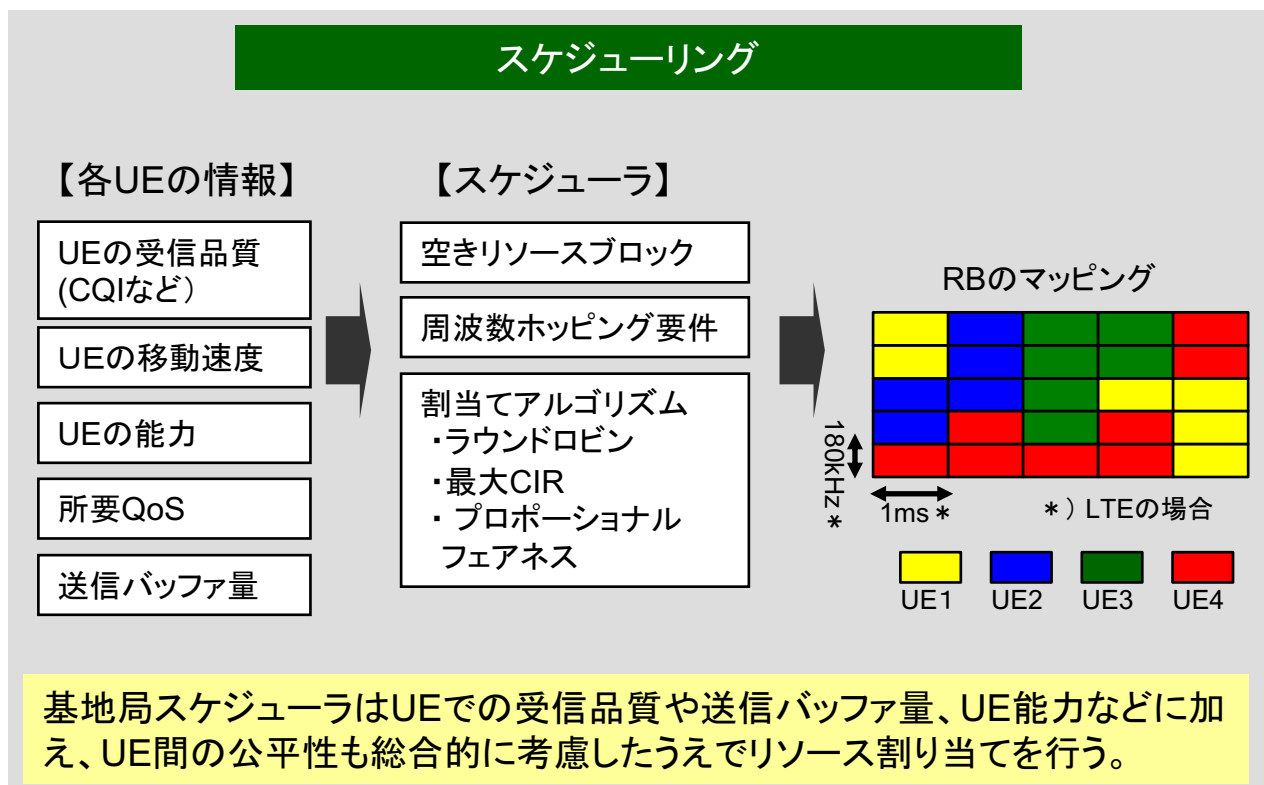 スケジューリング
【各UEの情報】
UEの受信品質
(CQIなど）
UEの移動速度
UEの能力
所要QoS
送信バッファ量
【スケジューラ】
空きリソースブロック
周波数ホッピング要件
割当てアルゴリズム
・ラウンドロビン
・最大CIR
・ プロポーショナル
フェアネス
RBのマッピング
180kHz＊
1ms＊
＊）LTEの場合
UE1
UE2
UE3
UE4
基地局スケジューラはUEでの受信品質や送信バッファ量、UE能力などに加
え、UE間の公平性も総合的に考慮したうえでリソース割り当てを行う。